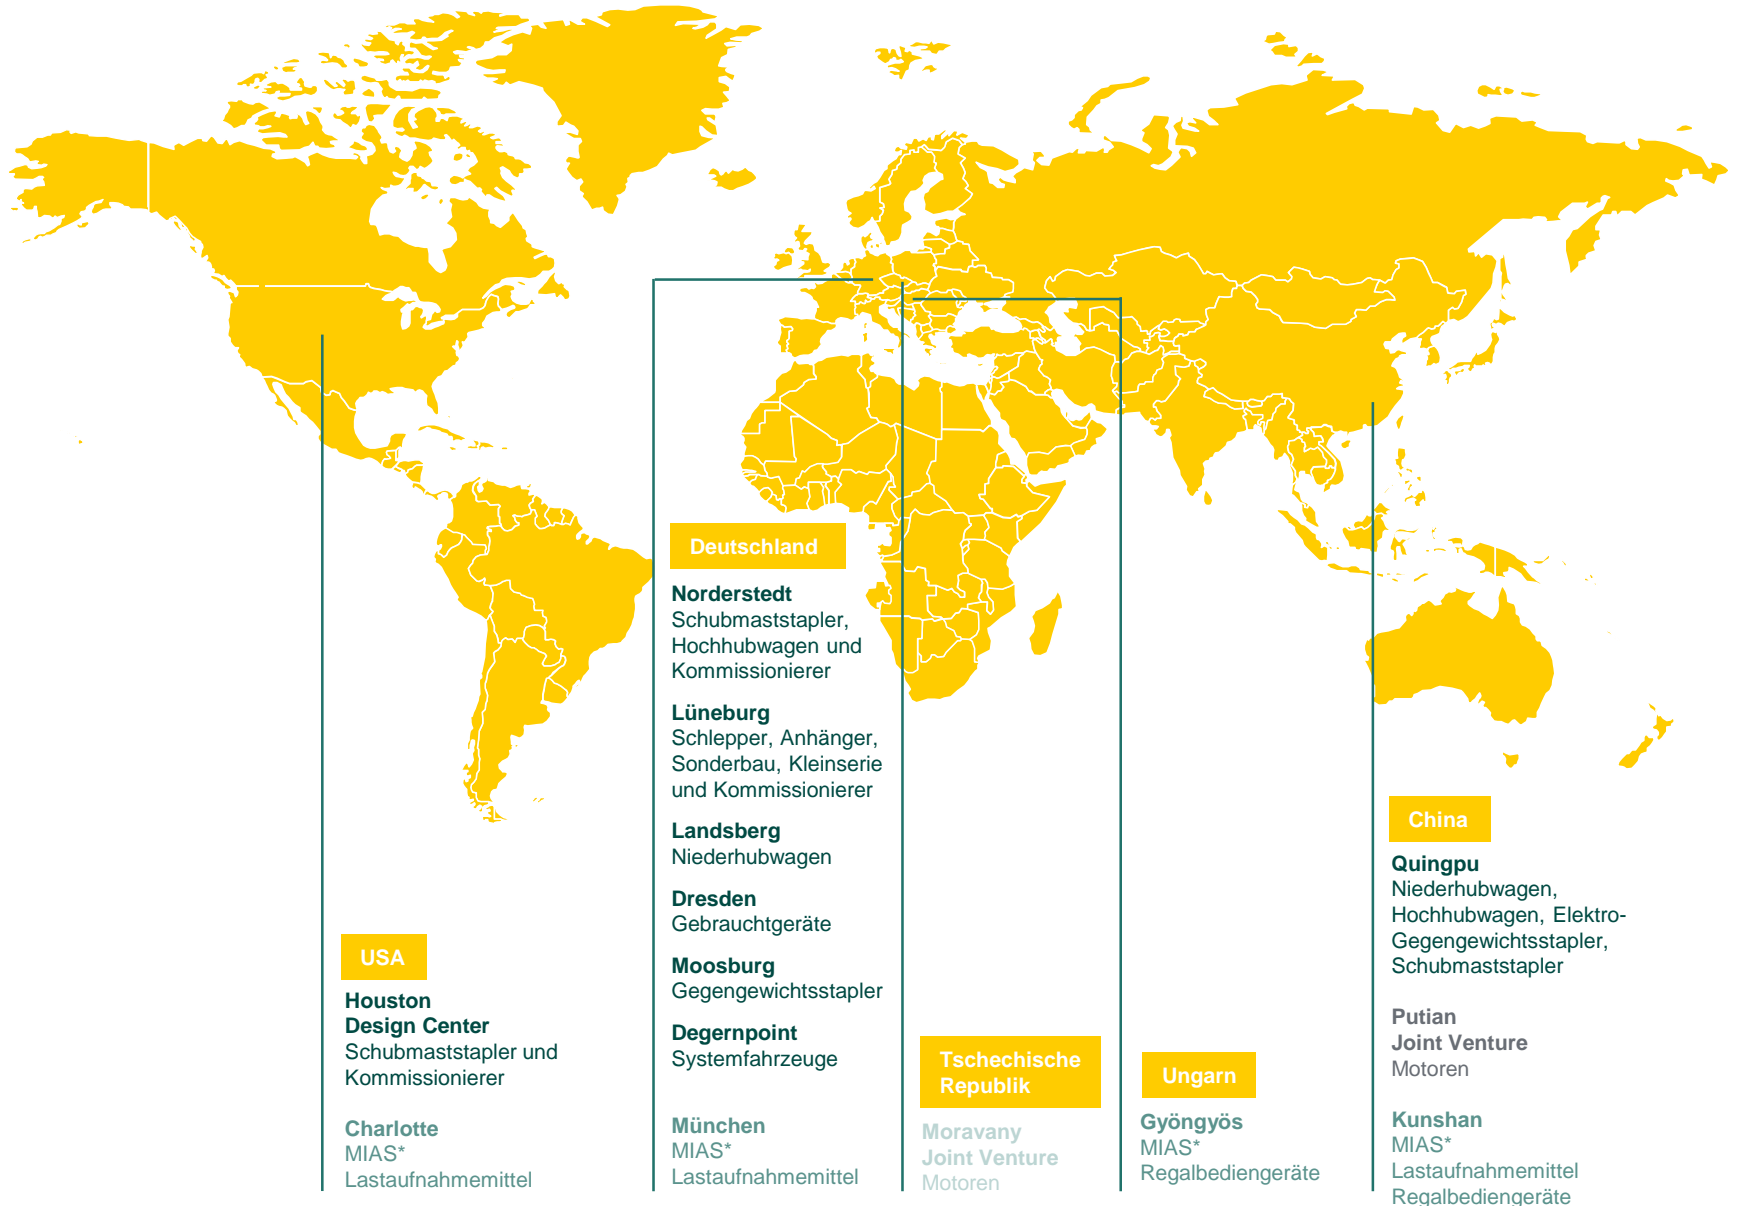 USA
Houston
Design Center
Schubmaststapler und
Kommissionierer
Charlotte
MIAS*
Lastaufnahmemittel
Deutschland
Norderstedt
Schubmaststapler,
Hochhubwagen und
Kommissionierer
Lüneburg
Schlepper, Anhänger,
Sonderbau, Kleinserie
und Kommissionierer
Landsberg
Niederhubwagen
Dresden
Gebrauchtgeräte
Moosburg
Gegengewichtsstapler
Degernpoint
Systemfahrzeuge
München
MIAS*
Lastaufnahmemittel
Tschechische
Republik
Moravany
Joint Venture
Motoren
Ungarn
Gyöngyös
MIAS*
Regalbediengeräte
China
Quingpu
Niederhubwagen,
Hochhubwagen, Elektro-
Gegengewichtsstapler,
Schubmaststapler
Putian
Joint Venture
Motoren
Kunshan
MIAS*
Lastaufnahmemittel
Regalbediengeräte